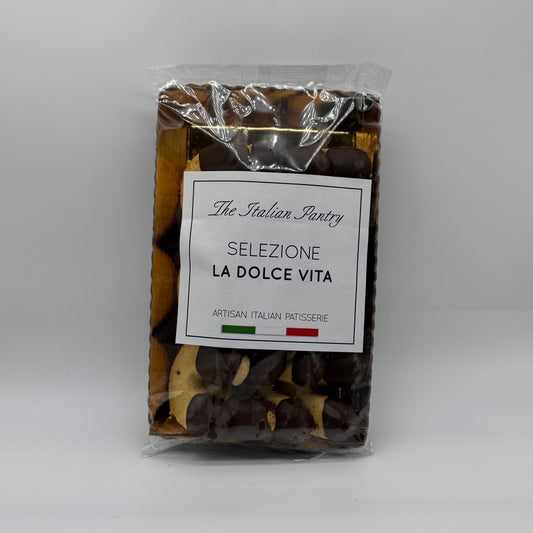 The Italian Pantry
SELEZIONE
LA DOLCE VITA
ARTISAN ITALIAN PATISSERIE